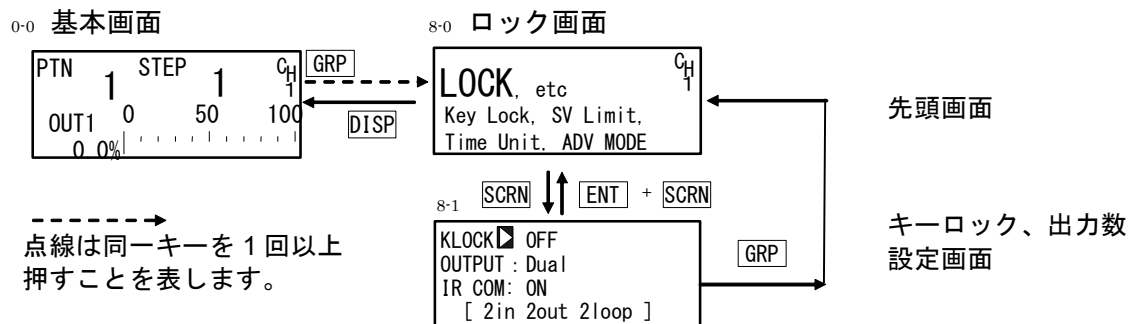 0-0 基本画面
8-0 ロック画面
PTN 1 STEP 1 CH1
OUT1 0 50 100
0.0%
GRP
DISP
LOCK, etc CH1
Key Lock, SV Limit,
Time Unit, ADV MODE
先頭画面
SCRN
ENT + SCRN
点線は同一キーを1回以上
押すことを表します。
8-1
KLOCK OFF
OUTPUT : Dual
IR COM: ON
[ 2in 2out 2loop ]
GRP
キーロック、出力数
設定画面